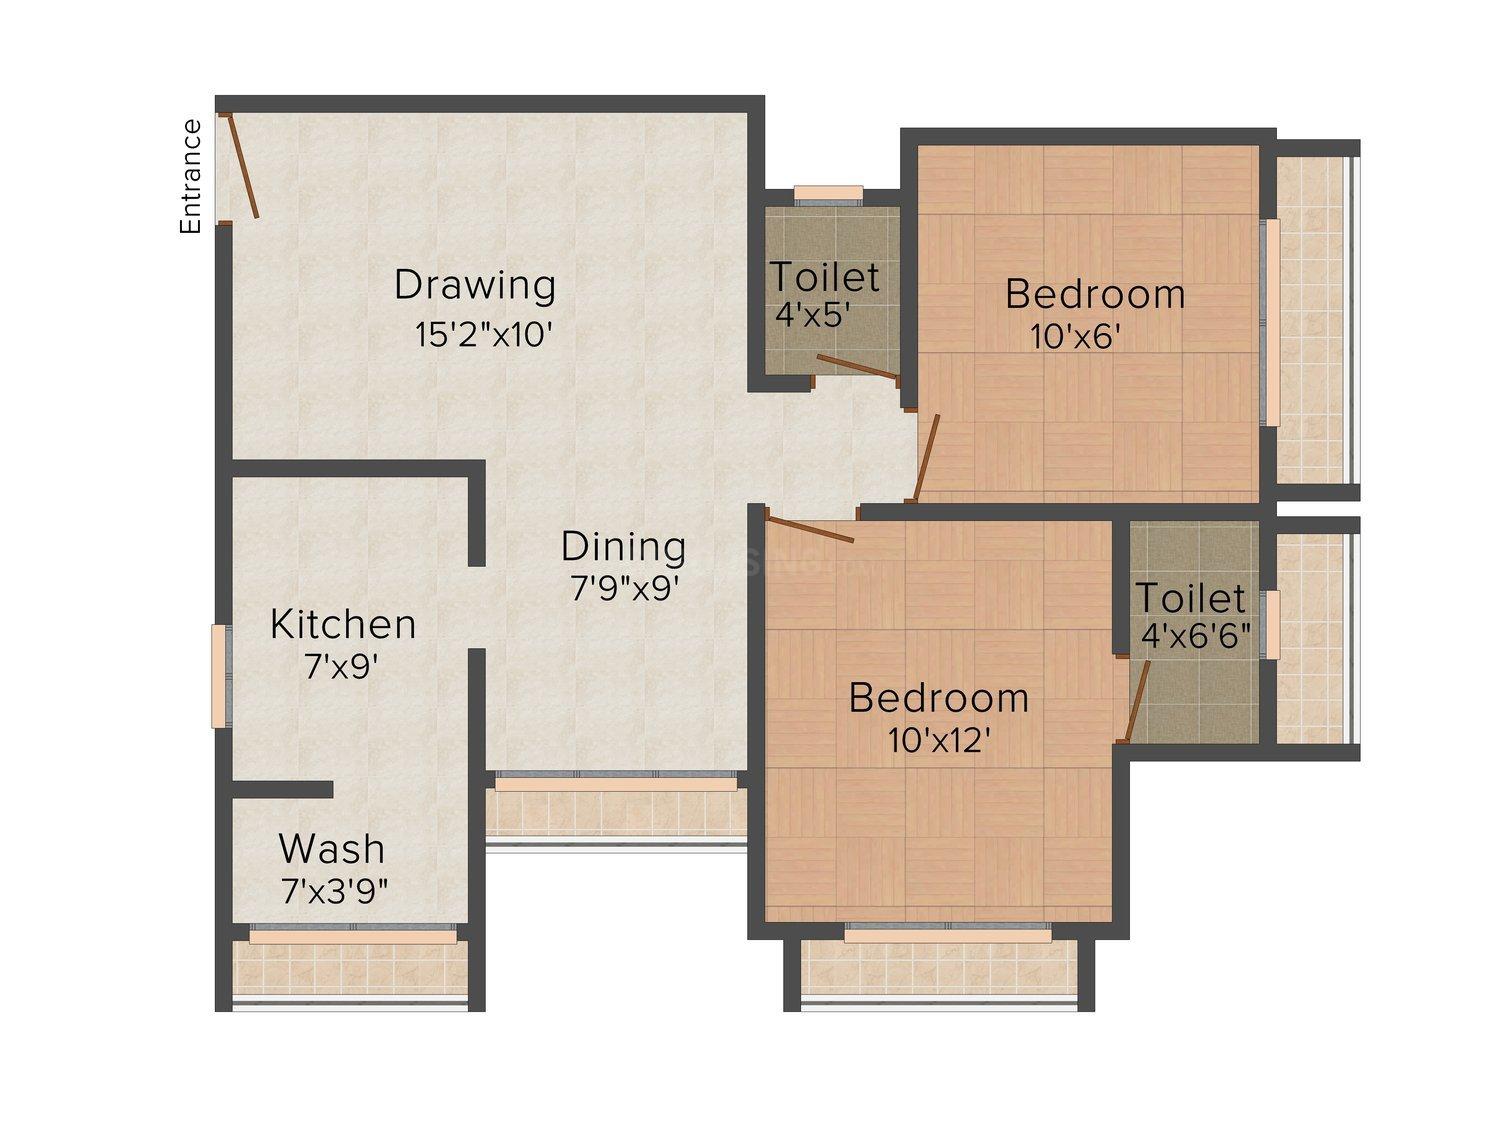 Entrance
Drawing
15'2"x10'
Toilet
4'x5'
Bedroom
10'x6'
Dining
7'9"x9'
Kitchen
7'x9'
Toilet
4'x6'6"
Bedroom
10'x12'
Wash
7'x3'9"